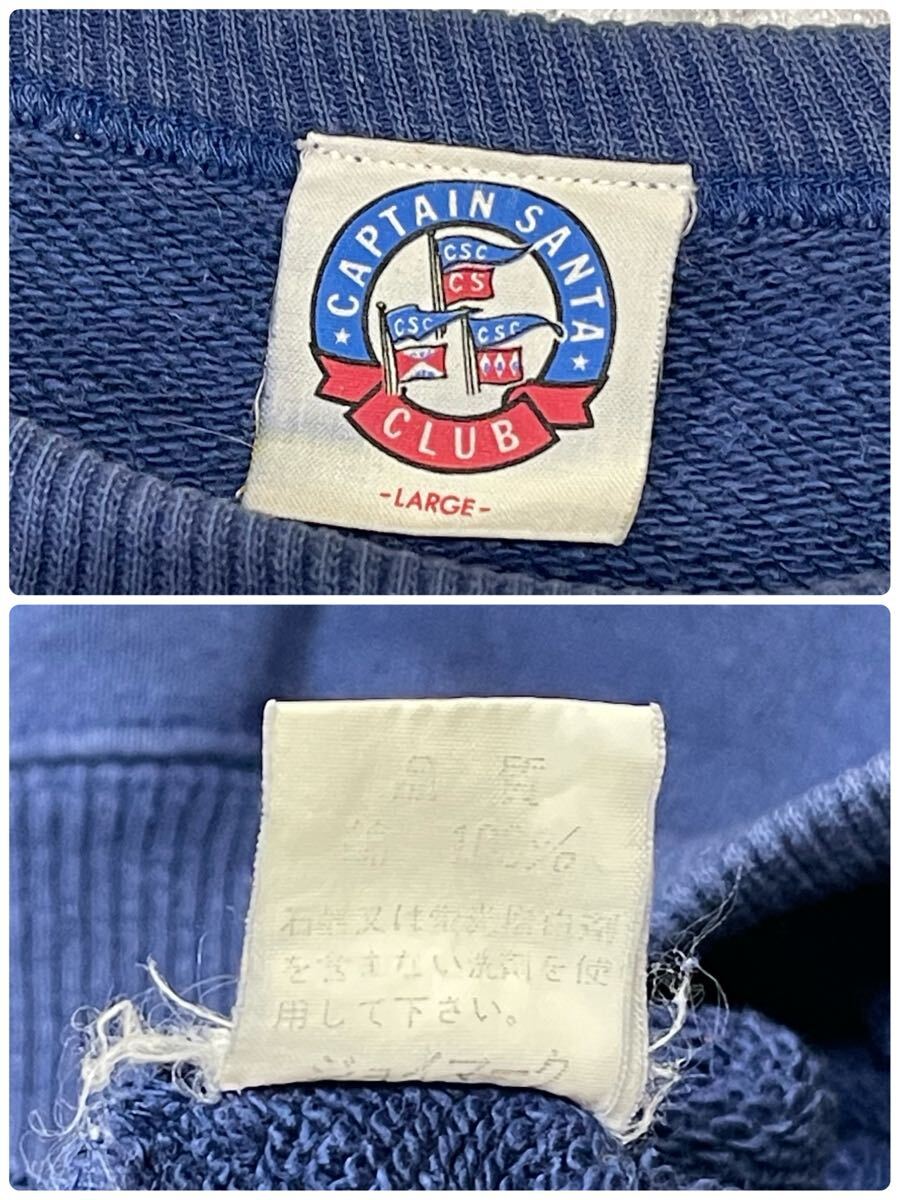 CAPTAIN SANTA
CSC
CS
CSC
CSC
CLUB
-LARGE-
品 質
綿 100%
石鹸又は蛍光増白剤
を含まない洗剤を使
用して下さい。
ジョイマーク